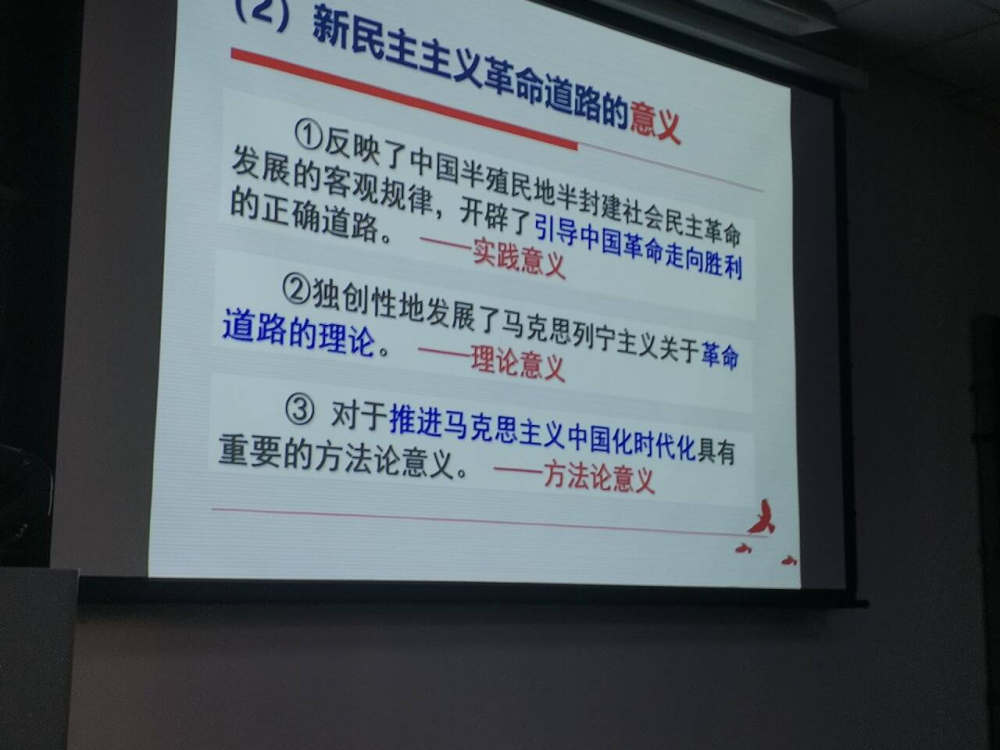 (2)新民主主义革命道路的意义
①反映了中国半殖民地半封建社会民主革命
发展的客观规律，开辟了引导中国革命走向胜利
的正确道路。——实践意义
②独创性地发展了马克思列宁主义关于革命
道路的理论。——理论意义
③ 对于推进马克思主义中国化时代化具有
重要的方法论意义。——方法论意义